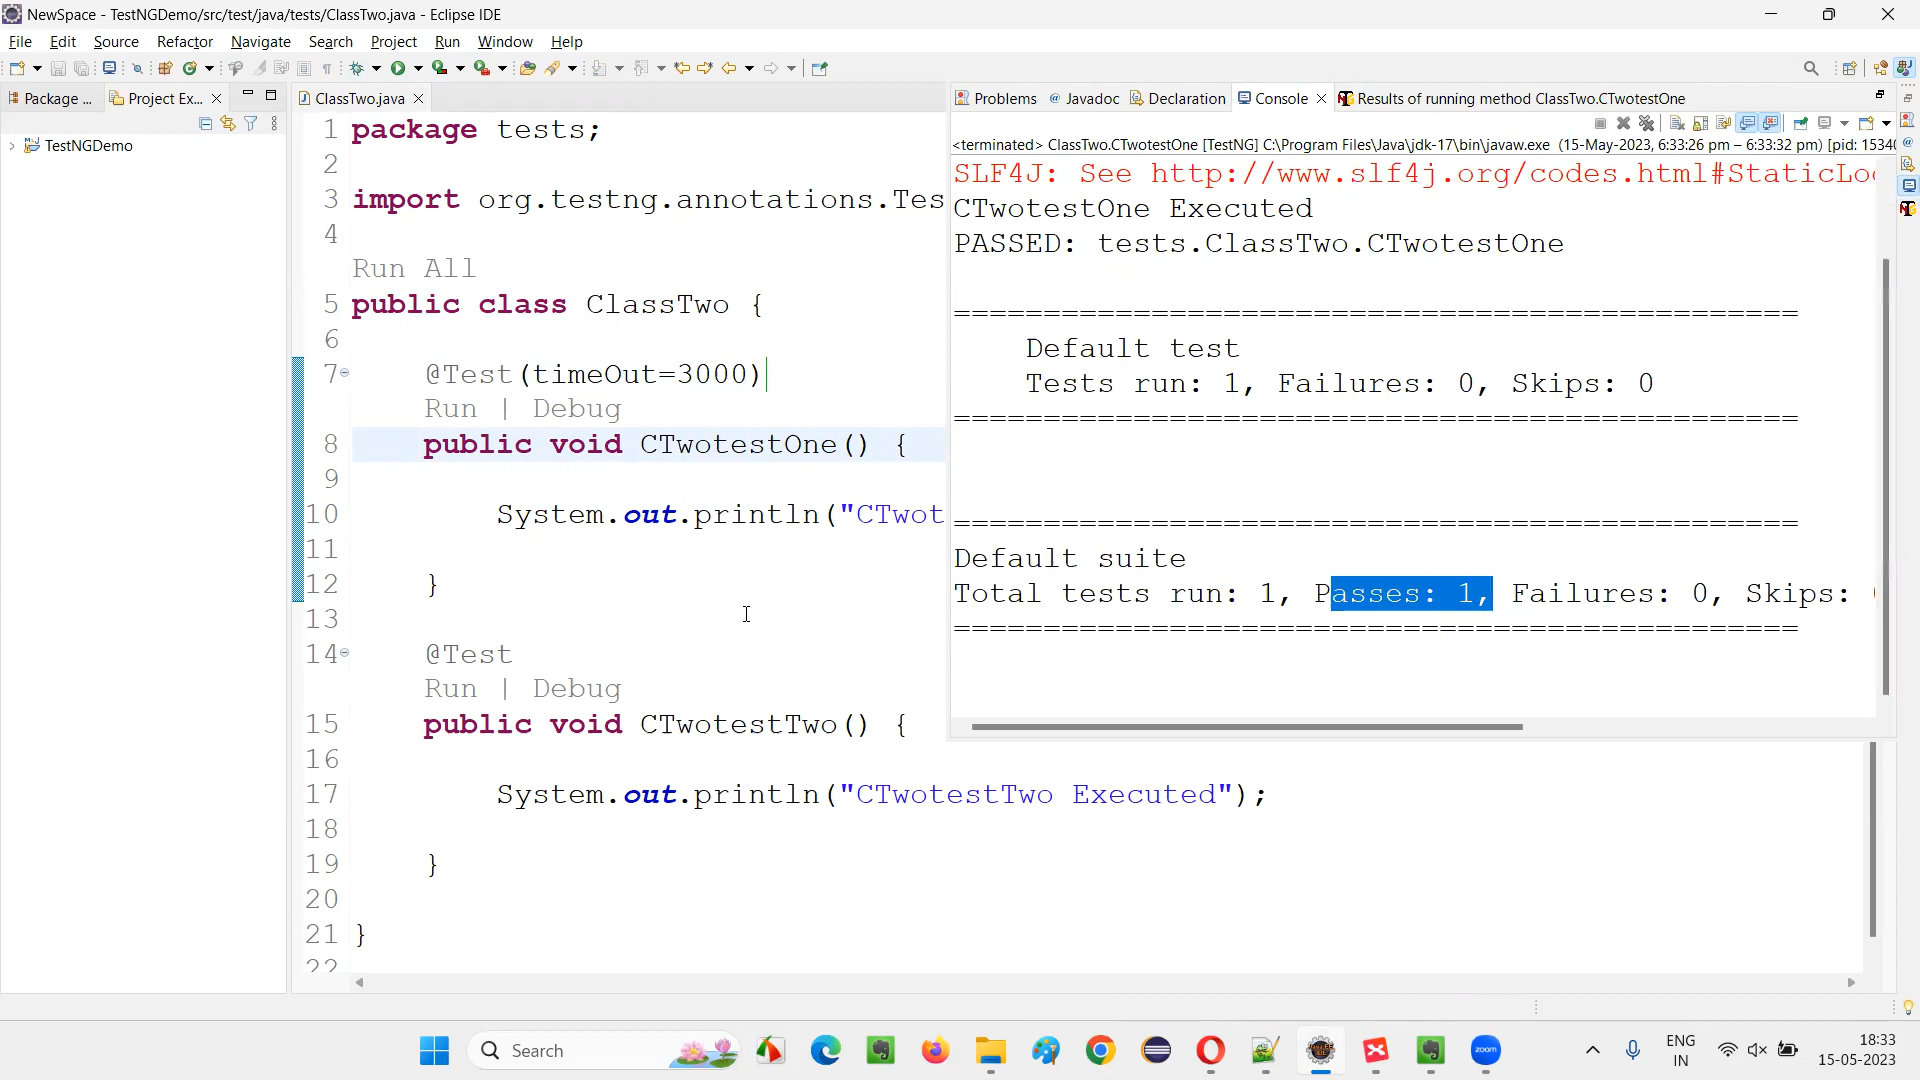 NewSpace - TestNGDemo/src/test/java/tests/ClassTwo.java - Eclipse IDE
File Edit Source Refactor Navigate Search Project Run Window Help
Package ...
Project Ex...
ClassTwo.java
Problems
Javadoc
Declaration
Console
Results of running method ClassTwo.CTwotestOne
TestNGDemo
1 package tests;
2
3 import org.testng.annotations.Tes
4
Run All
5 public class ClassTwo {
6
7 @Test(timeOut=3000)
Run | Debug
8 public void CTwotestOne() {
9
10 System.out.println("CTwot
11
12 }
13
14 @Test
Run | Debug
15 public void CTwotestTwo() {
16
17 System.out.println("CTwotestTwo Executed");
18
19 }
20
21 }
22
<terminated> ClassTwo.CTwotestOne [TestNG] C:\Program Files\Java\jdk-17\bin\javaw.exe (15-May-2023, 6:33:26 pm – 6:33:32 pm) [pid: 1534
SLF4J: See http://www.slf4j.org/codes.html#StaticLo
CTwotestOne Executed
PASSED: tests.ClassTwo.CTwotestOne
===============================================
Default test
Tests run: 1, Failures: 0, Skips: 0
===============================================
===============================================
Default suite
Total tests run: 1, Passes: 1, Failures: 0, Skips:
===============================================
Search
zoom
ENG
IN
18:33
15-05-2023